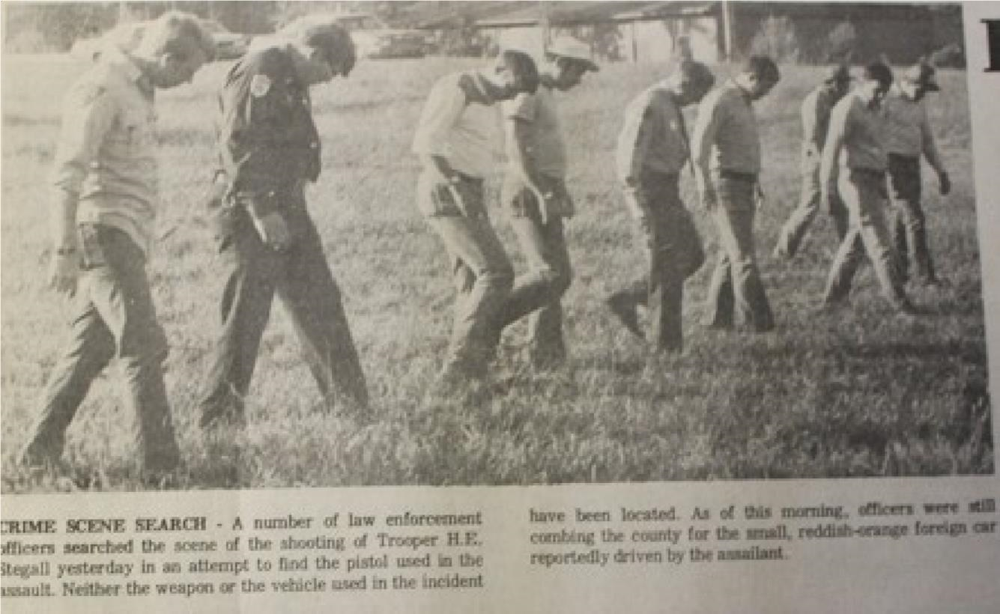 CRIME SCENE SEARCH - A number of law enforcement
officers searched the scene of the shooting of Trooper H.E.
Stegall yesterday in an attempt to find the pistol used in the
assault. Neither the weapon or the vehicle used in the incident
have been located. As of this morning, officers were still
combing the county for the small, reddish-orange foreign car
reportedly driven by the assailant.